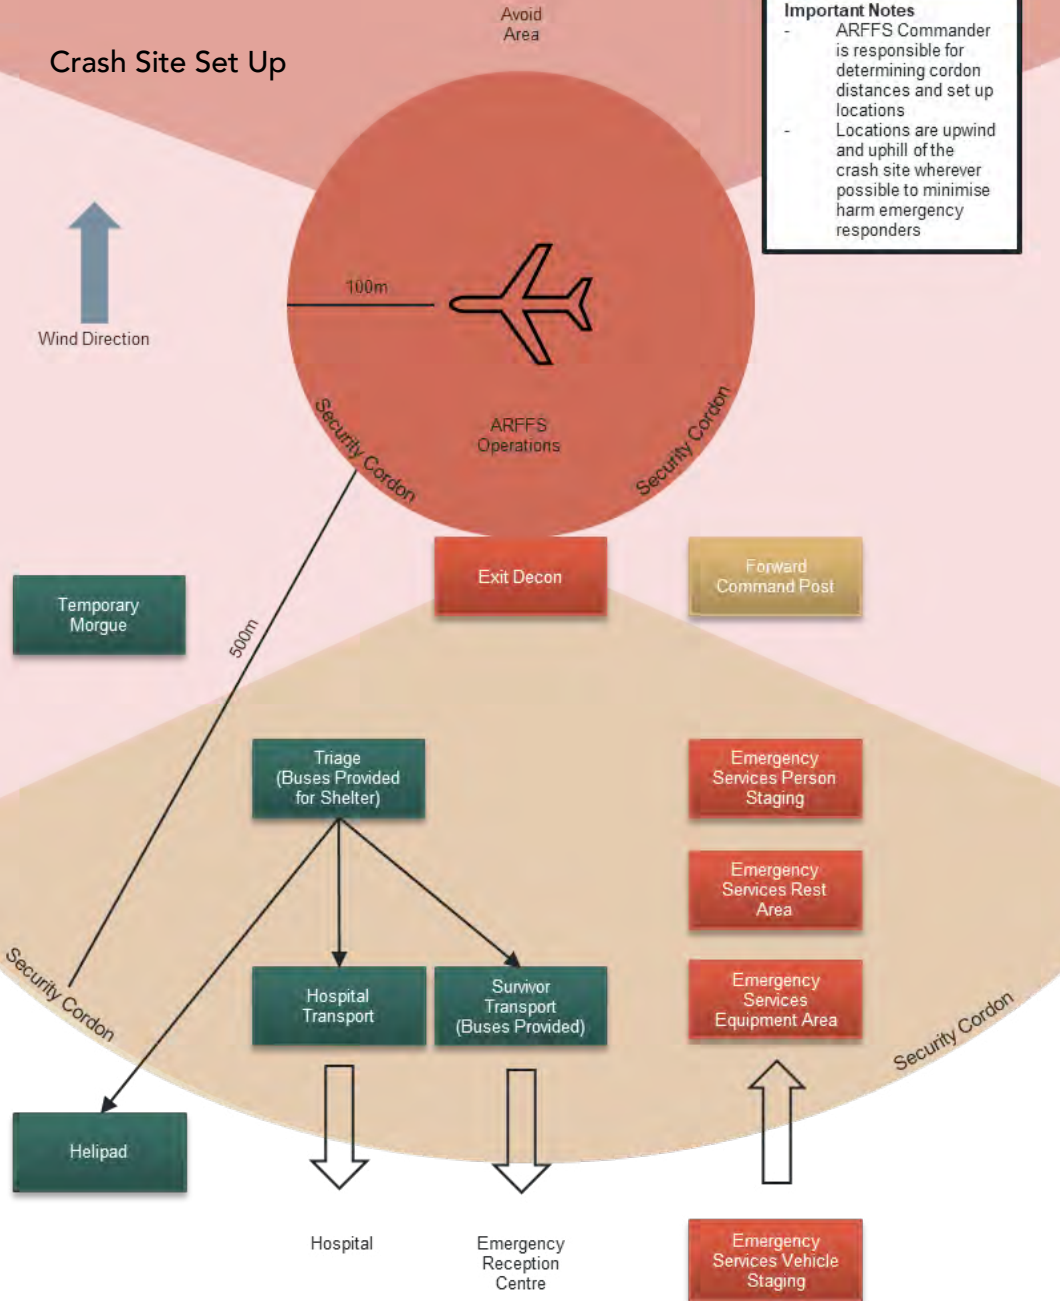 Crash Site Set Up
Avoid
Area
Important Notes
- ARFFS Commander
is responsible for
determining cordon
distances and set up
locations
- Locations are upwind
and uphill of the
crash site wherever
possible to minimise
harm emergency
responders
Wind Direction
100m
ARFFS
Operations
Security Cordon
Security Cordon
Exit Decon
Forward
Command Post
Temporary
Morgue
500m
Triage
(Buses Provided
for Shelter)
Emergency
Services Person
Staging
Emergency
Services Rest
Area
Hospital
Transport
Survivor
Transport
(Buses Provided)
Emergency
Services
Equipment Area
Security Cordon
Security Cordon
Helipad
Hospital
Emergency
Reception
Centre
Emergency
Services Vehicle
Staging